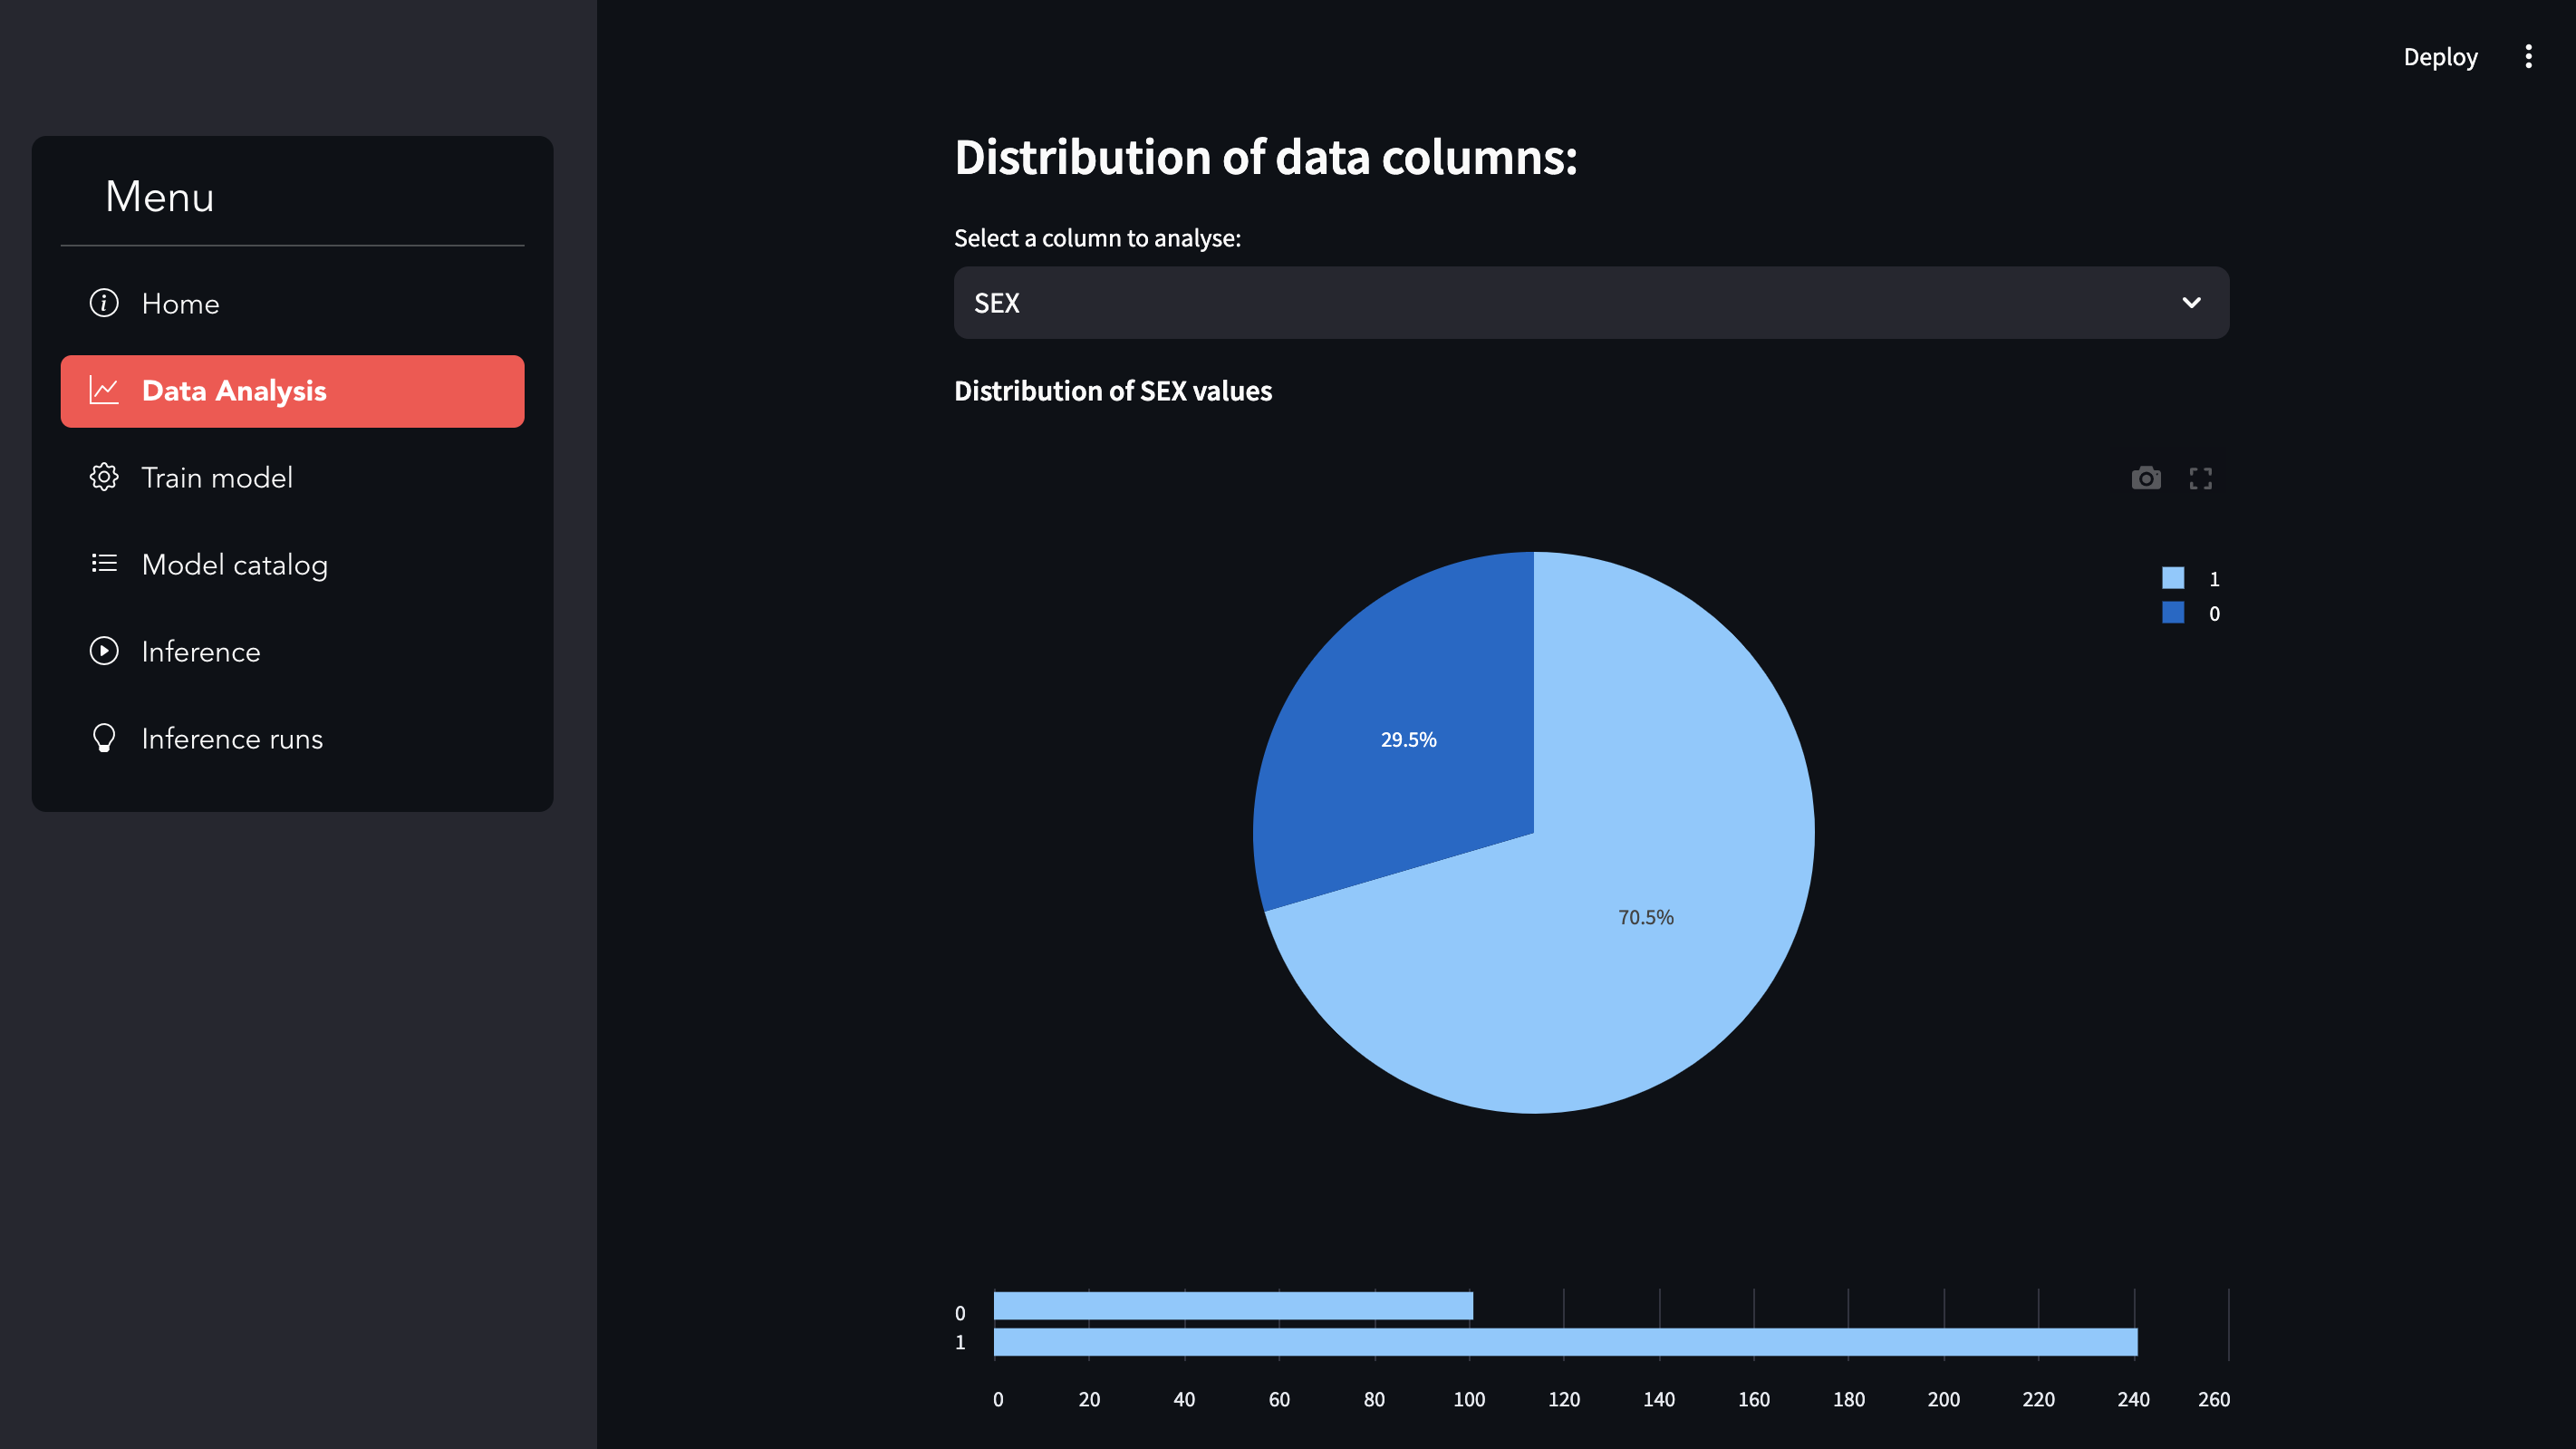 Deploy
Menu
Home
Data Analysis
Train model
Model catalog
Inference
Inference runs
Distribution of data columns:
Select a column to analyse:
SEX
Distribution of SEX values
1
0
29.5%
70.5%
0
1
0 20 40 60 80 100 120 140 160 180 200 220 240 260